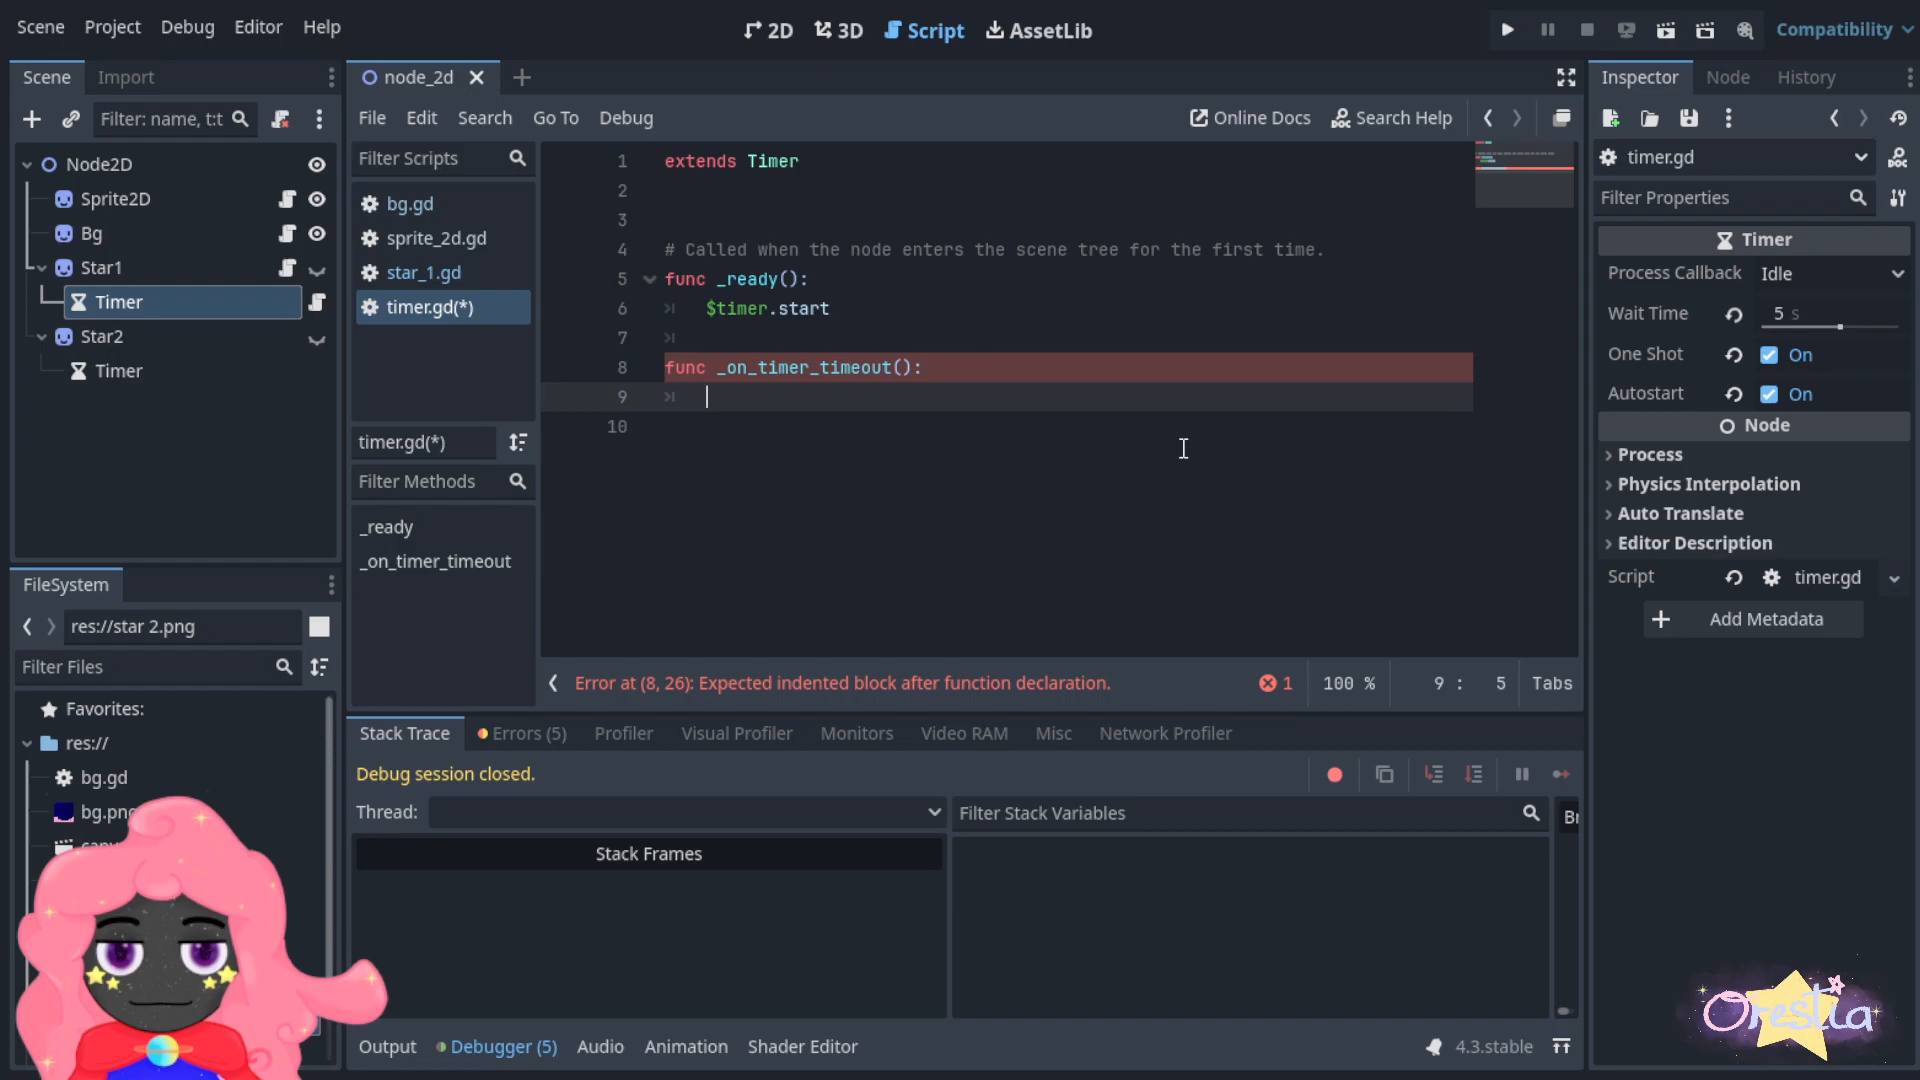 Scene Project Debug Editor Help
2D 3D Script AssetLib
Compatibility
Scene Import
Filter: name, t:t
Node2D
Sprite2D
Bg
Star1
Timer
Star2
Timer
FileSystem
res://star 2.png
Filter Files
Favorites:
res://
bg.gd
node_2d
File Edit Search Go To Debug
Online Docs Search Help
Filter Scripts
bg.gd
sprite_2d.gd
star_1.gd
timer.gd(*)
timer.gd(*)
Filter Methods
_ready
_on_timer_timeout
1 extends Timer
2
3
4 # Called when the node enters the scene tree for the first time.
5 func _ready():
6 $timer.start
7
8 func _on_timer_timeout():
9
10
Error at (8, 26): Expected indented block after function declaration.
1 100 % 9 : 5 Tabs
Stack Trace Errors (5) Profiler Visual Profiler Monitors Video RAM Misc Network Profiler
Debug session closed.
Thread:
Filter Stack Variables
Stack Frames
Output Debugger (5) Audio Animation Shader Editor
4.3.stable
Inspector Node History
timer.gd
Filter Properties
Timer
Process Callback Idle
Wait Time 5 s
One Shot On
Autostart On
Node
Process
Physics Interpolation
Auto Translate
Editor Description
Script timer.gd
Add Metadata
Orestia